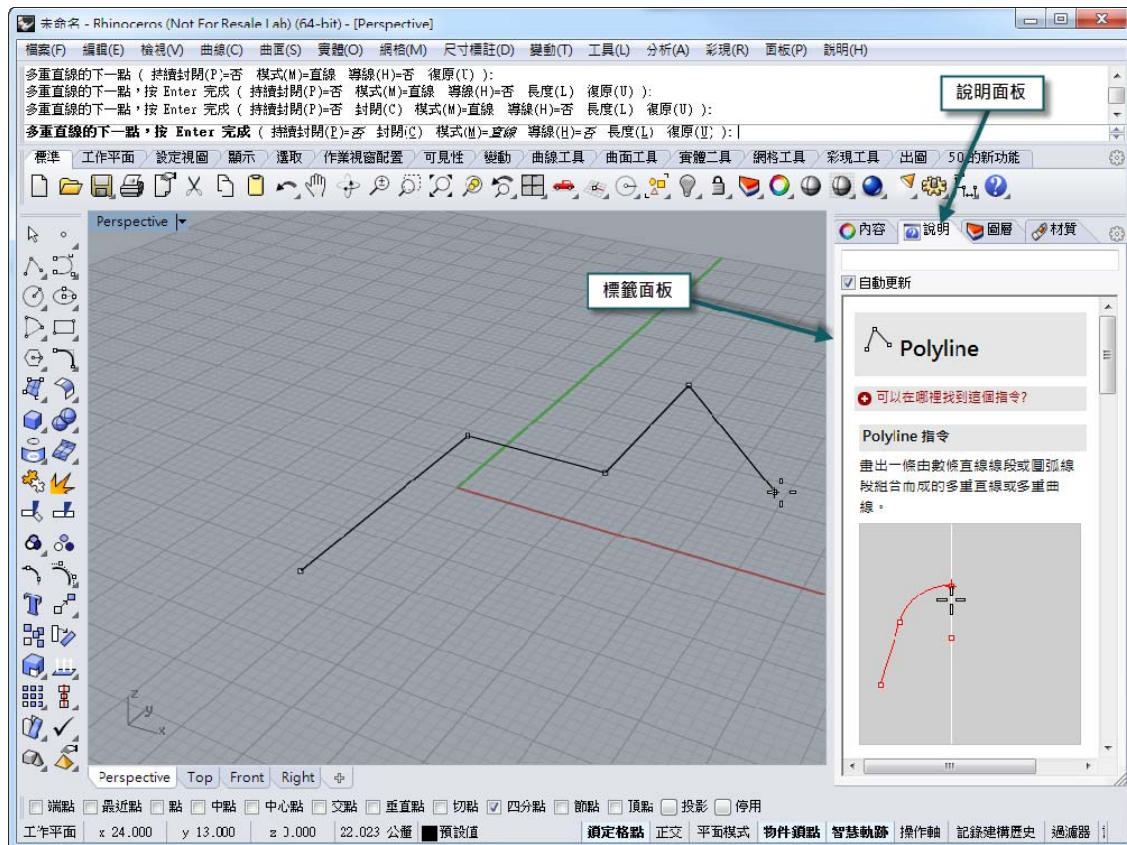 未命名 - Rhinoceros (Not For Resale Lab) (64-bit) - [Perspective]
檔案(F) 編輯(E) 檢視(V) 曲線(C) 曲面(S) 實體(O) 網格(M) 尺寸標註(D) 變動(T) 工具(L) 分析(A) 彩現(R) 面板(P) 說明(H)
多重直線的下一點 ( 持續封閉(P)=否 模式(M)=直線 導線(H)=否 復原(U) ):
多重直線的下一點，按 Enter 完成 ( 持續封閉(P)=否 模式(M)=直線 導線(H)=否 長度(L) 復原(U) ):
多重直線的下一點，按 Enter 完成 ( 持續封閉(P)=否 封閉(C) 模式(M)=直線 導線(H)=否 長度(L) 復原(U) ):
多重直線的下一點，按 Enter 完成 ( 持續封閉(P)=否 封閉(C) 模式(M)=直線 導線(H)=否 長度(L) 復原(U) ):
說明面板
標準 工作平面 設定視圖 顯示 選取 作業視窗配置 可見性 變動 曲線工具 曲面工具 實體工具 網格工具 彩現工具 出圖 5.0 的新功能
Perspective
內容 說明 圖層 材質
標籤面板
自動更新
Polyline
可以在哪裡找到這個指令?
Polyline 指令
畫出一條由數條直線線段或圓弧線
段組合而成的多重直線或多重曲
線。
z
y
x
Perspective Top Front Right
端點 最近點 點 中點 中心點 交點 垂直點 切點 四分點 節點 頂點 投影 停用
工作平面 x 24.000 y 13.000 z 0.000 22.023 公釐 預設值 鎖定格點 正交 平面模式 物件鎖點 智慧軌跡 操作軸 記錄建構歷史 過濾器